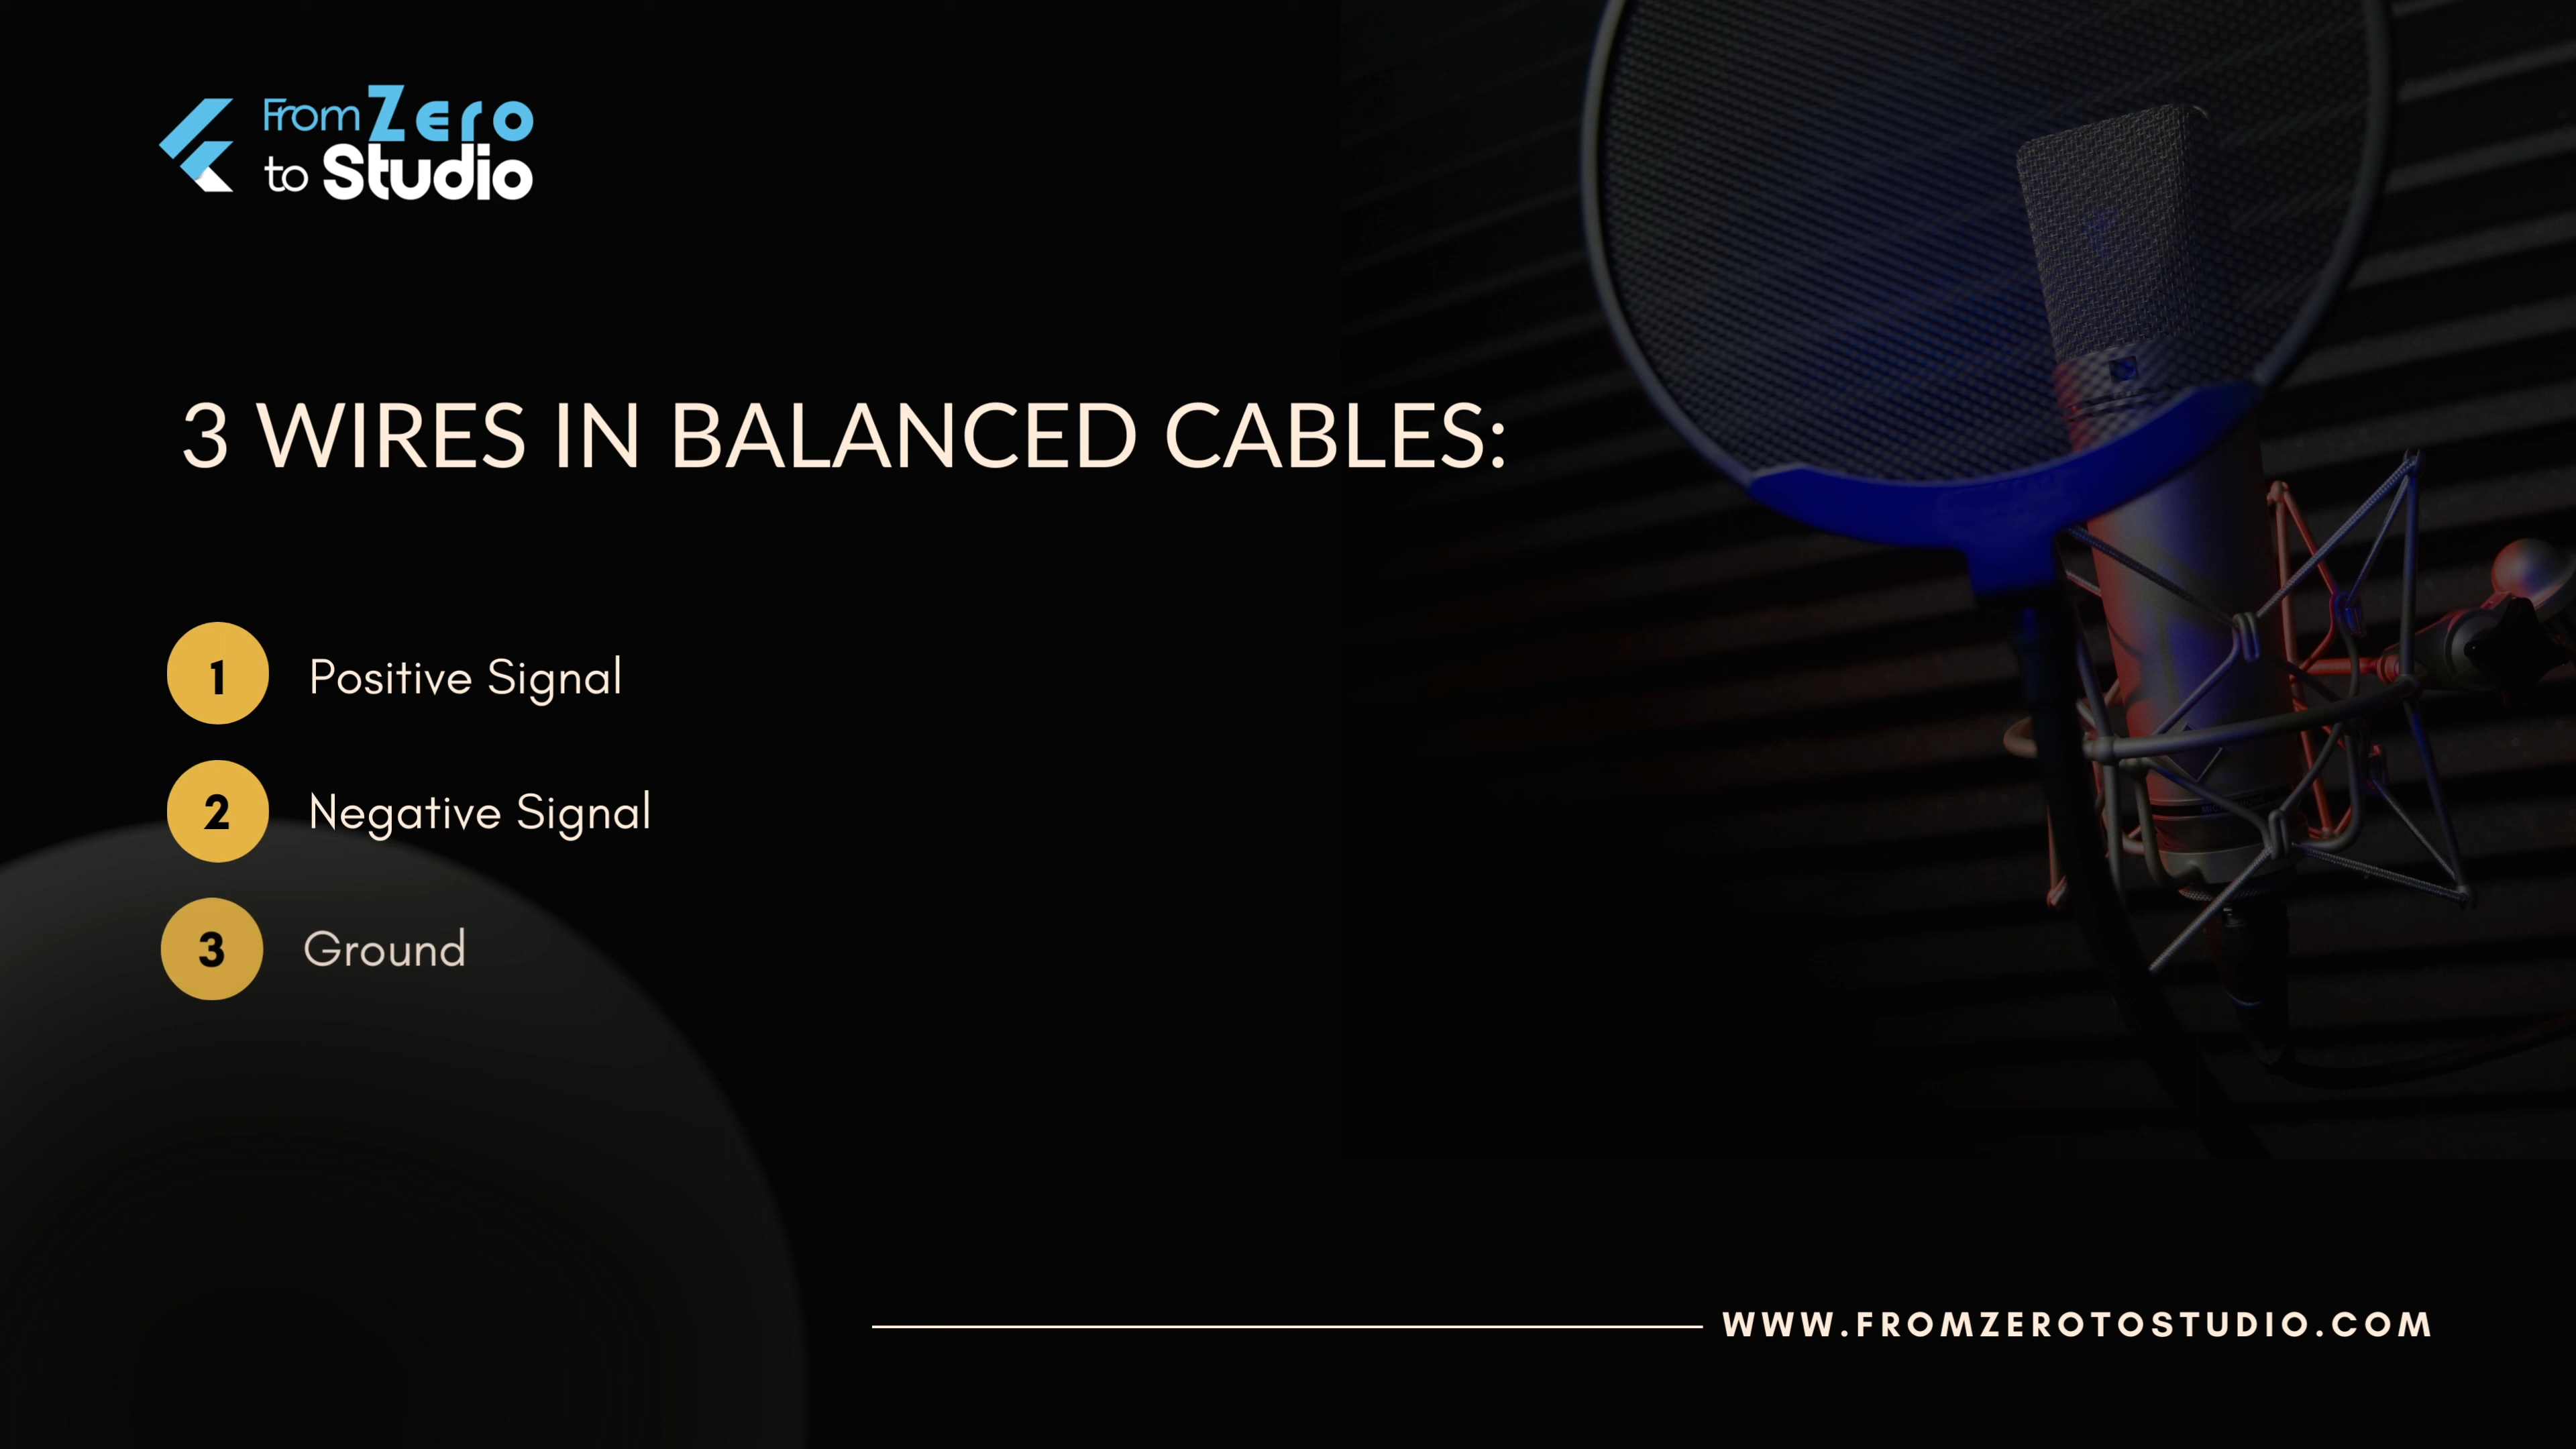 From Zero
to Studio
3 WIRES IN BALANCED CABLES:
1 Positive Signal
2 Negative Signal
3 Ground
WWW.FROMZEROTOSTUDIO.COM